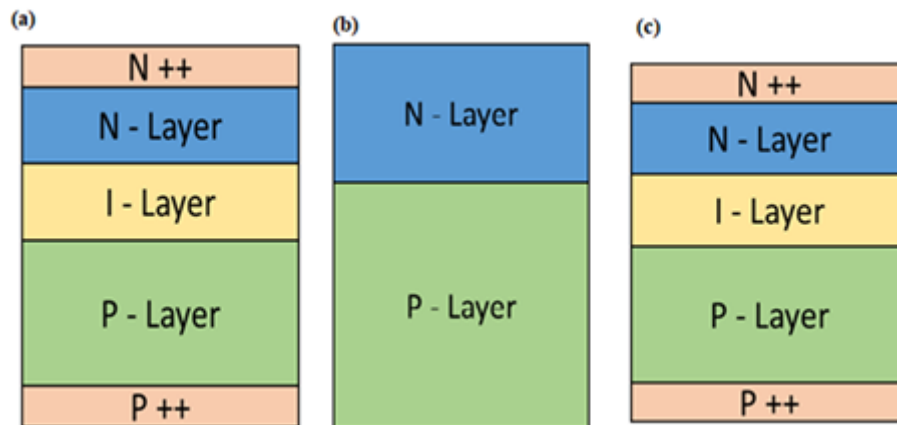 (a)
N ++
N - Layer
I - Layer
P - Layer
P ++
(b)
N - Layer
P - Layer
(c)
N ++
N - Layer
I - Layer
P - Layer
P ++